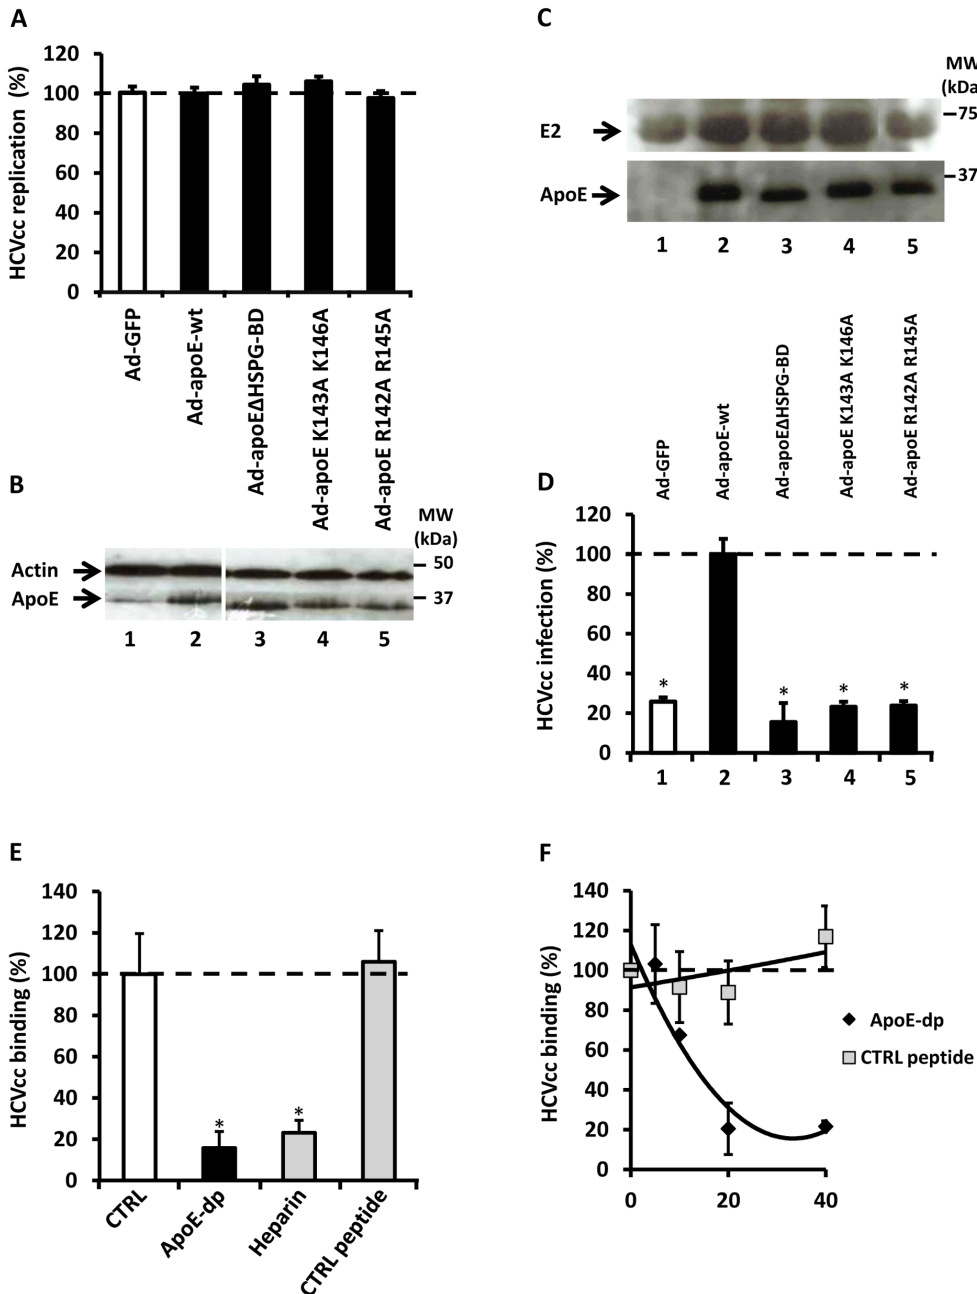 A
HCVcc replication (%)
120
100
80
60
40
20
0
Ad-GFP
Ad-apoE-wt
Ad-apoEΔHSPG-BD
Ad-apoE K143A K146A
Ad-apoE R142A R145A
B
MW
(kDa)
Actin
ApoE
50
37
1 2 3 4 5
C
MW
(kDa
E2
ApoE
75
37
1 2 3 4 5
Ad-GFP
Ad-apoE-wt
Ad-apoEΔHSPG-BD
Ad-apoE K143A K146A
Ad-apoE R142A R145A
D
HCVcc infection (%)
120
100
80
60
40
20
0
* * * *
1 2 3 4 5
E
HCVcc binding (%)
140
120
100
80
60
40
20
0
* *
CTRL
ApoE-dp
Heparin
CTRL peptide
F
HCVcc binding (%)
140
120
100
80
60
40
20
0
0 20 40
ApoE-dp
CTRL peptide